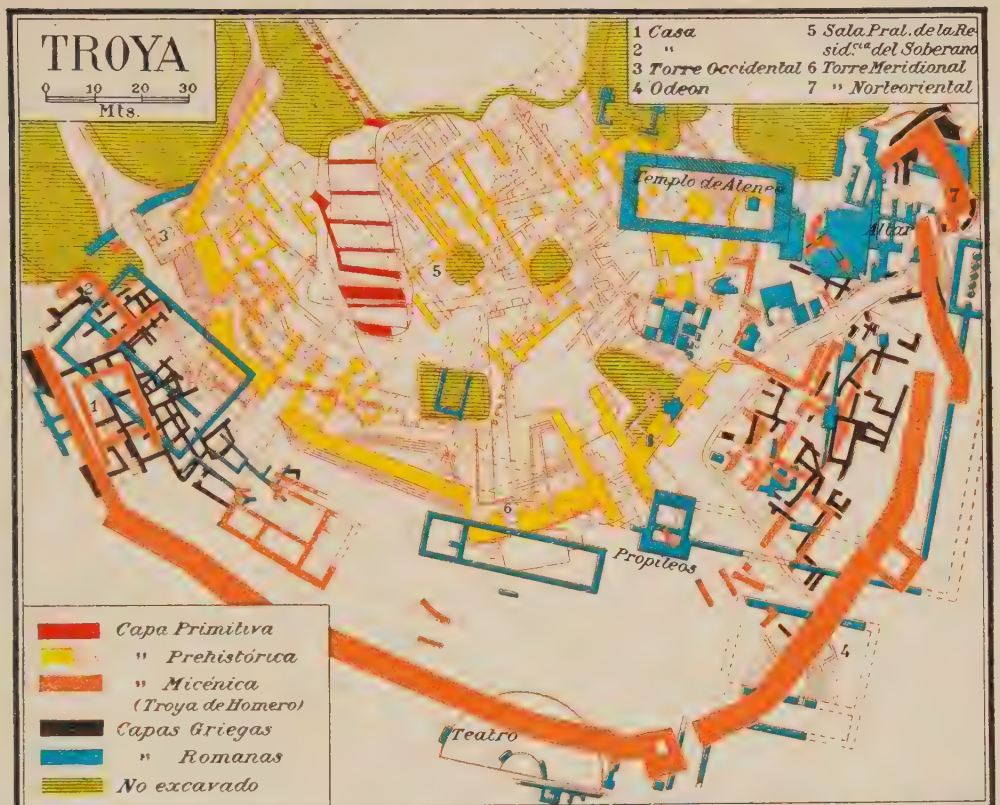 TROYA
0 10 20 30
Mts.
1 Casa
2 "
3 Torre Occidental
4 Odeon
5 Sala Pral. de la Re-
sid.cia del Soberano
6 Torre Meridional
7 " Norteoriental
Templo de Atenea
Altar
7
3
5
2
1
1
6
Propileos
4
Teatro
Capa Primitiva
" Prehistórica
" Micénica
(Troya de Homero)
Capas Griegas
" Romanas
No excavado